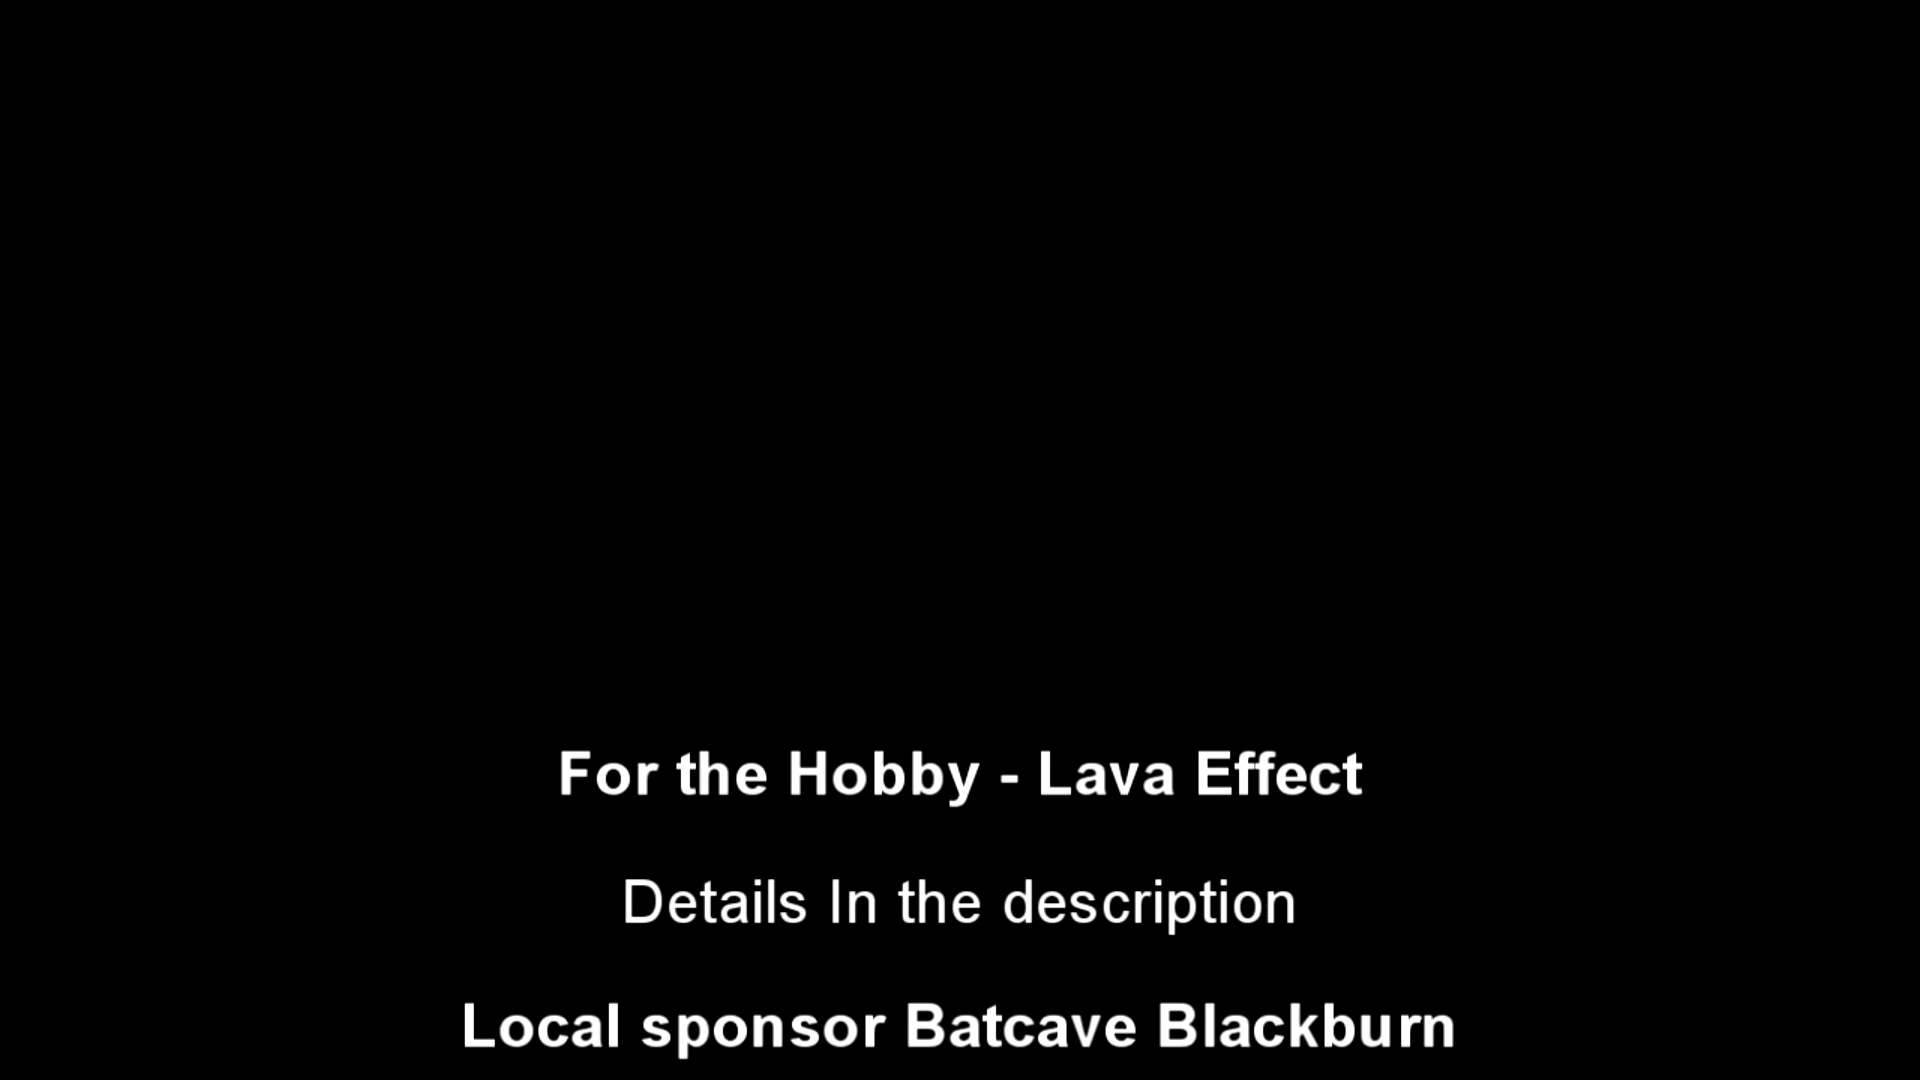 For the Hobby - Lava Effect
Details In the description
Local sponsor Batcave Blackburn